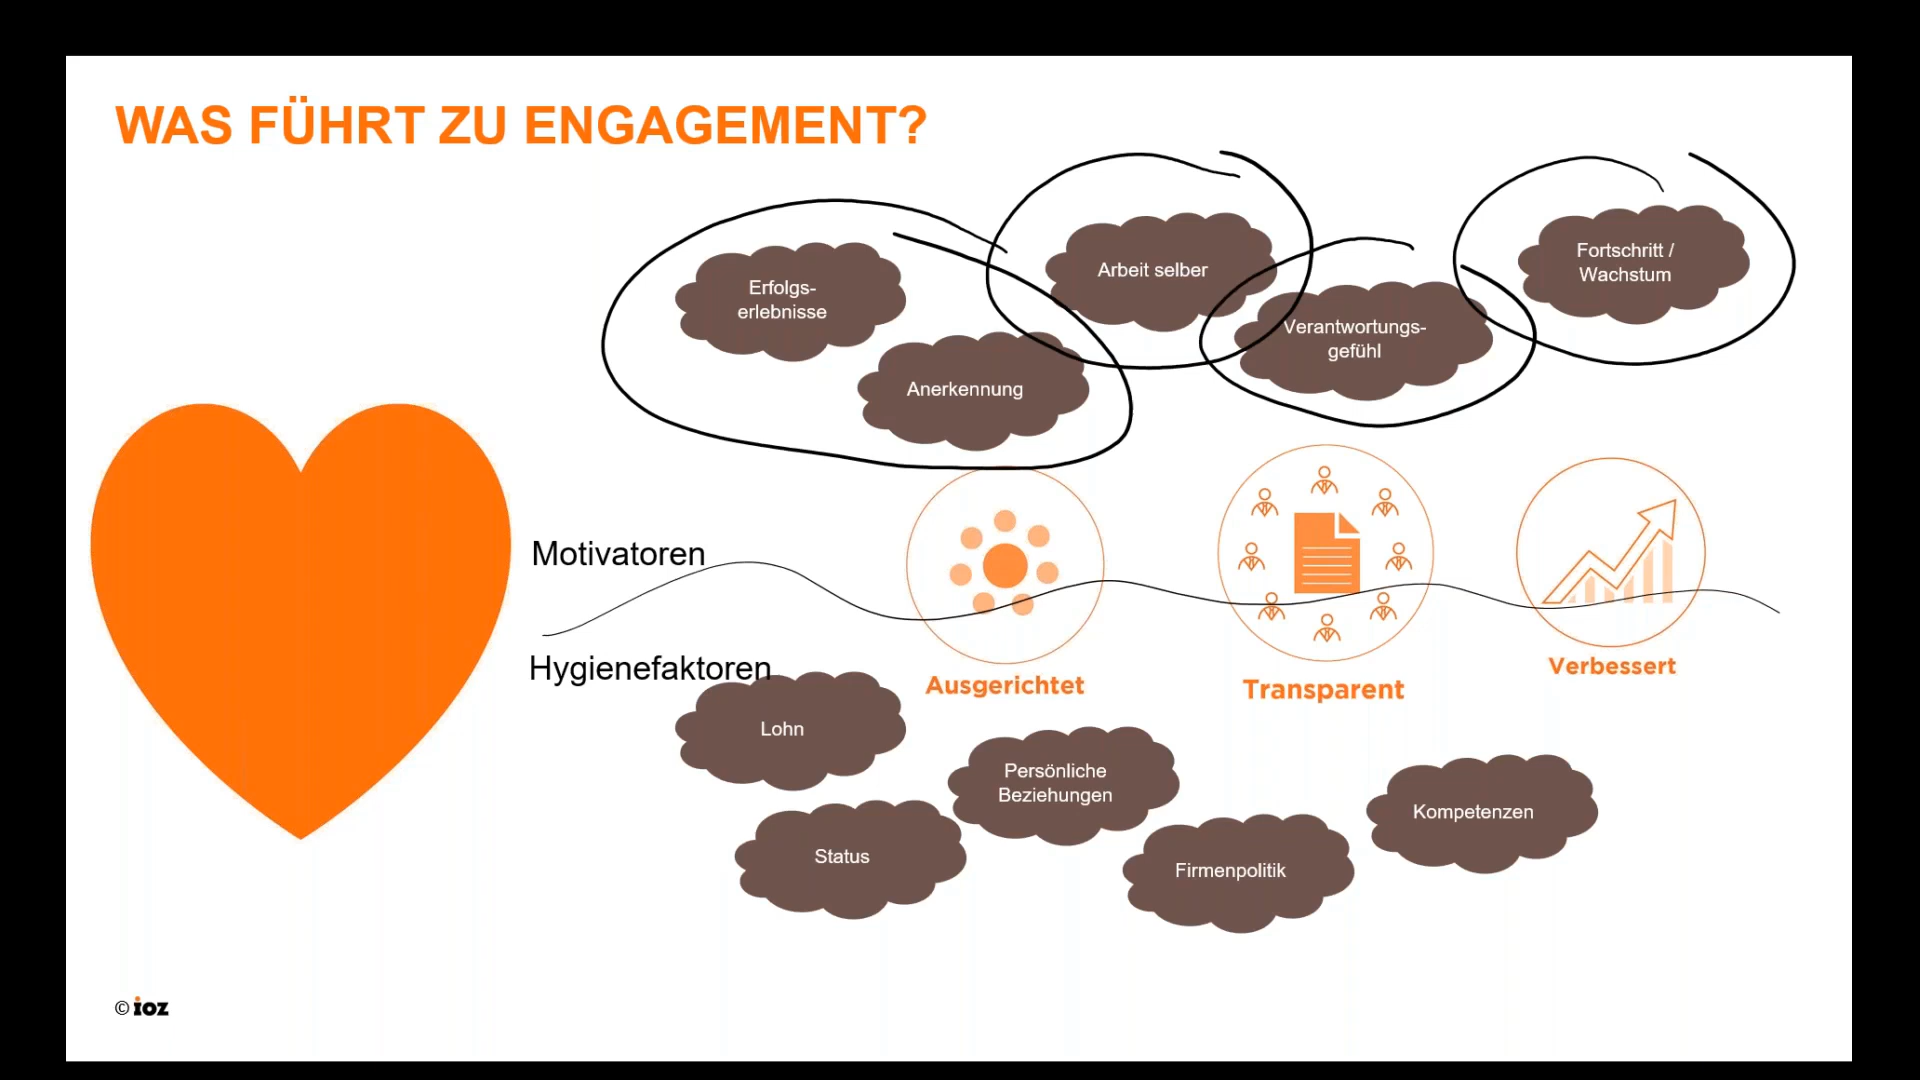 WAS FÜHRT ZU ENGAGEMENT?
Erfolgs-
erlebnisse
Anerkennung
Arbeit selber
Verantwortungs-
gefühl
Fortschritt /
Wachstum
Motivatoren
Hygienefaktoren
Ausgerichtet
Transparent
Verbessert
Lohn
Status
Persönliche
Beziehungen
Firmenpolitik
Kompetenzen
© ioz